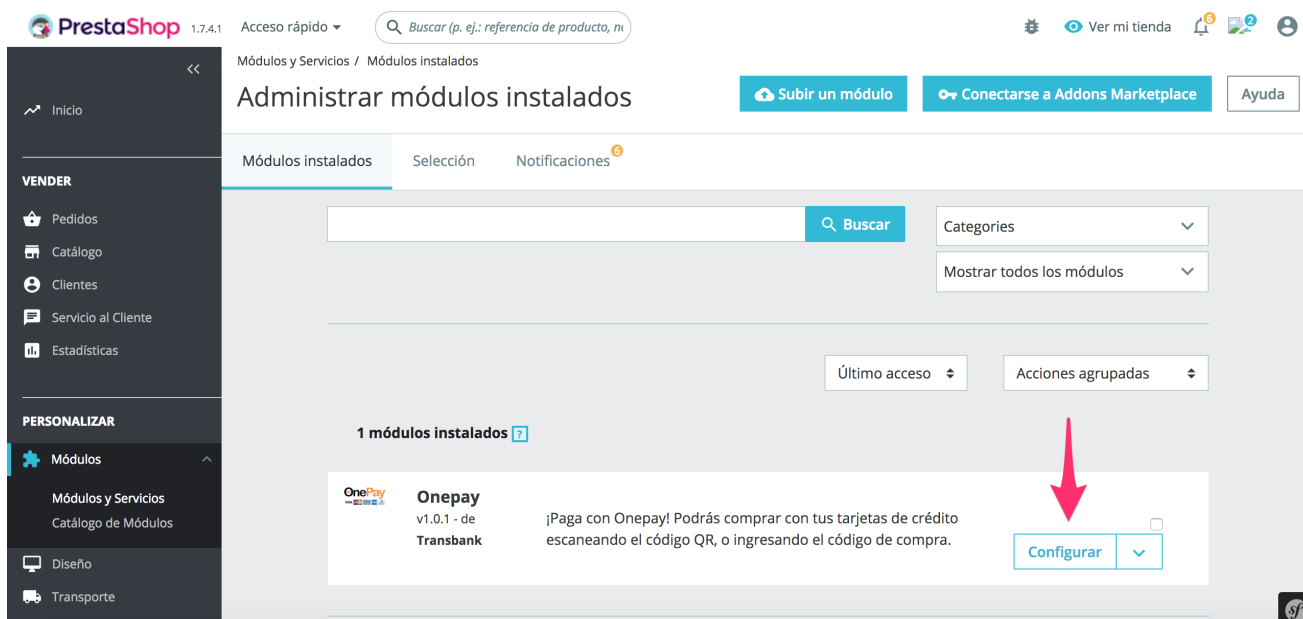 PrestaShop 1.7.4.1 Acceso rápido Buscar (p. ej.: referencia de producto, n Ver mi tienda 6 2
Módulos y Servicios / Módulos instalados
Administrar módulos instalados
Subir un módulo Conectarse a Addons Marketplace Ayuda
Inicio
Módulos instalados Selección Notificaciones 6
VENDER
Pedidos
Catálogo
Clientes
Servicio al Cliente
Estadísticas
PERSONALIZAR
Módulos
Módulos y Servicios
Catálogo de Módulos
Diseño
Transporte
Buscar
Categories
Mostrar todos los módulos
Último acceso Acciones agrupadas
1 módulos instalados ?
OnePay
Onepay
v1.0.1 - de
Transbank
¡Paga con Onepay! Podrás comprar con tus tarjetas de crédito
escaneando el código QR, o ingresando el código de compra.
Configurar
sf